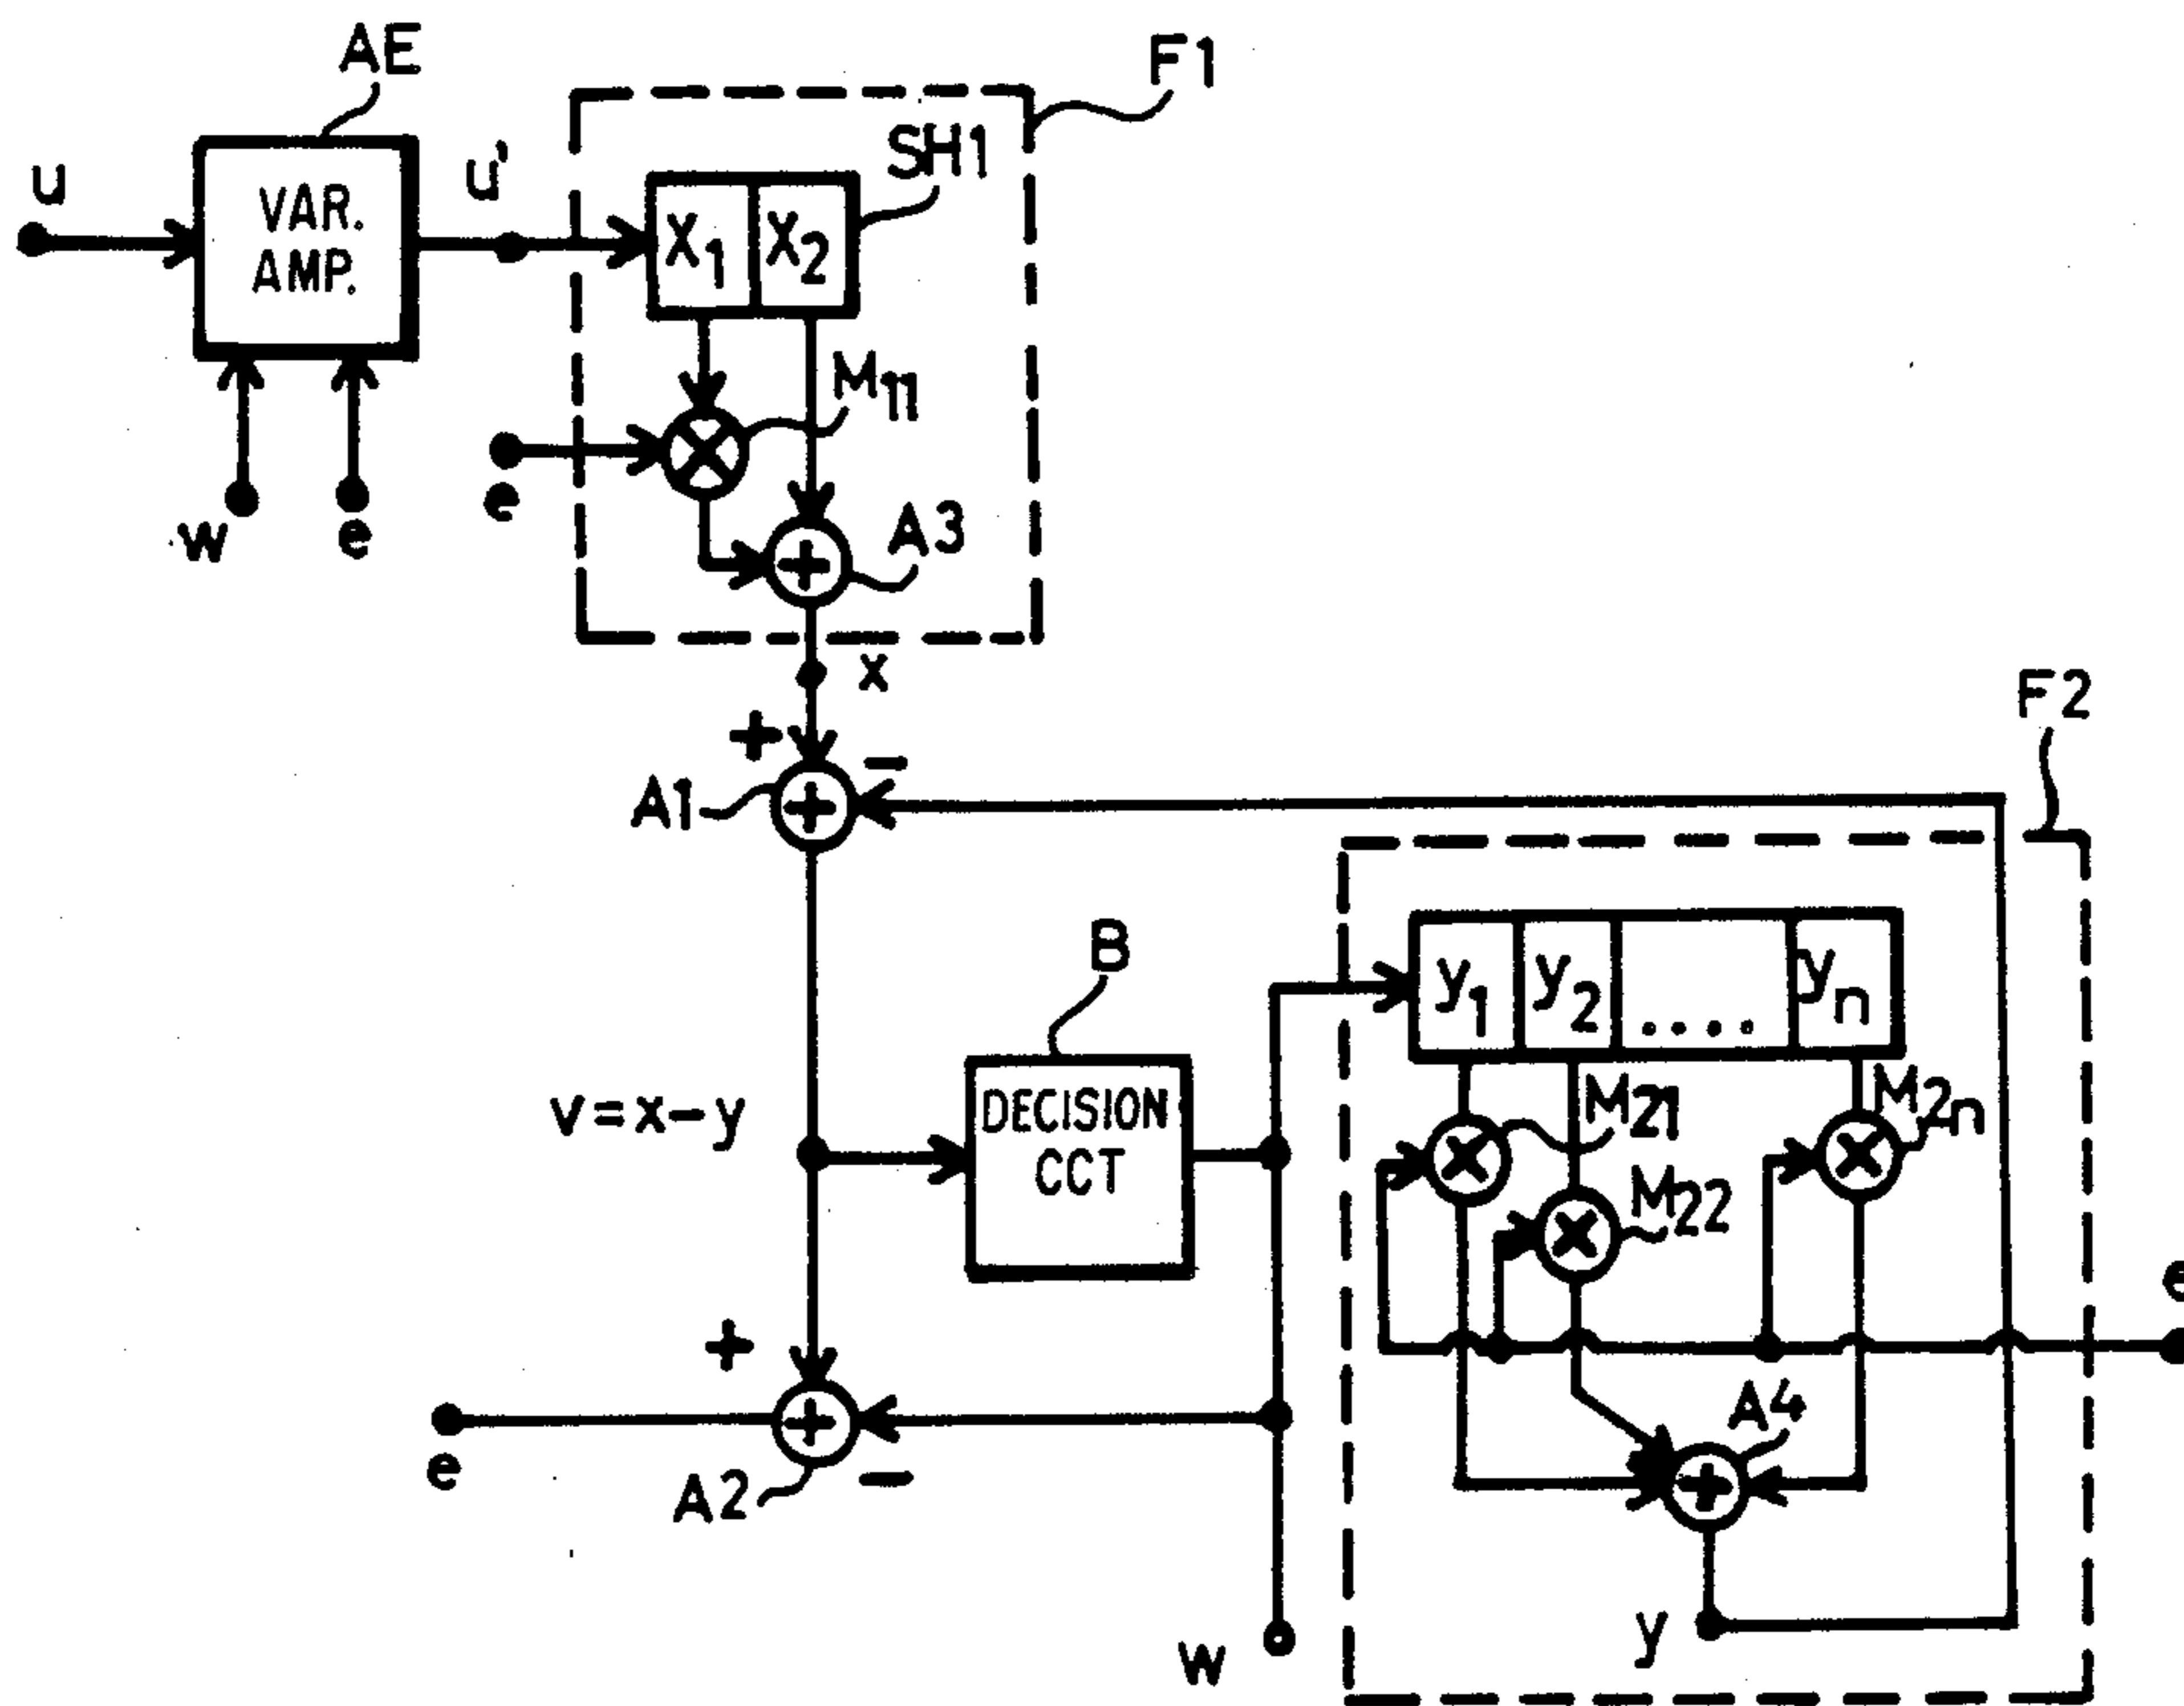 AE
F1
u
VAR.
AMP.
u'
SH1
X1 X2
M11
e
w
e
A3
x
+
−
A1
F2
B
y1 y2 .... yn
v=x−y
DECISION
CCT
M21
M2n
M22
e
+
A4
e
A2
−
y
w